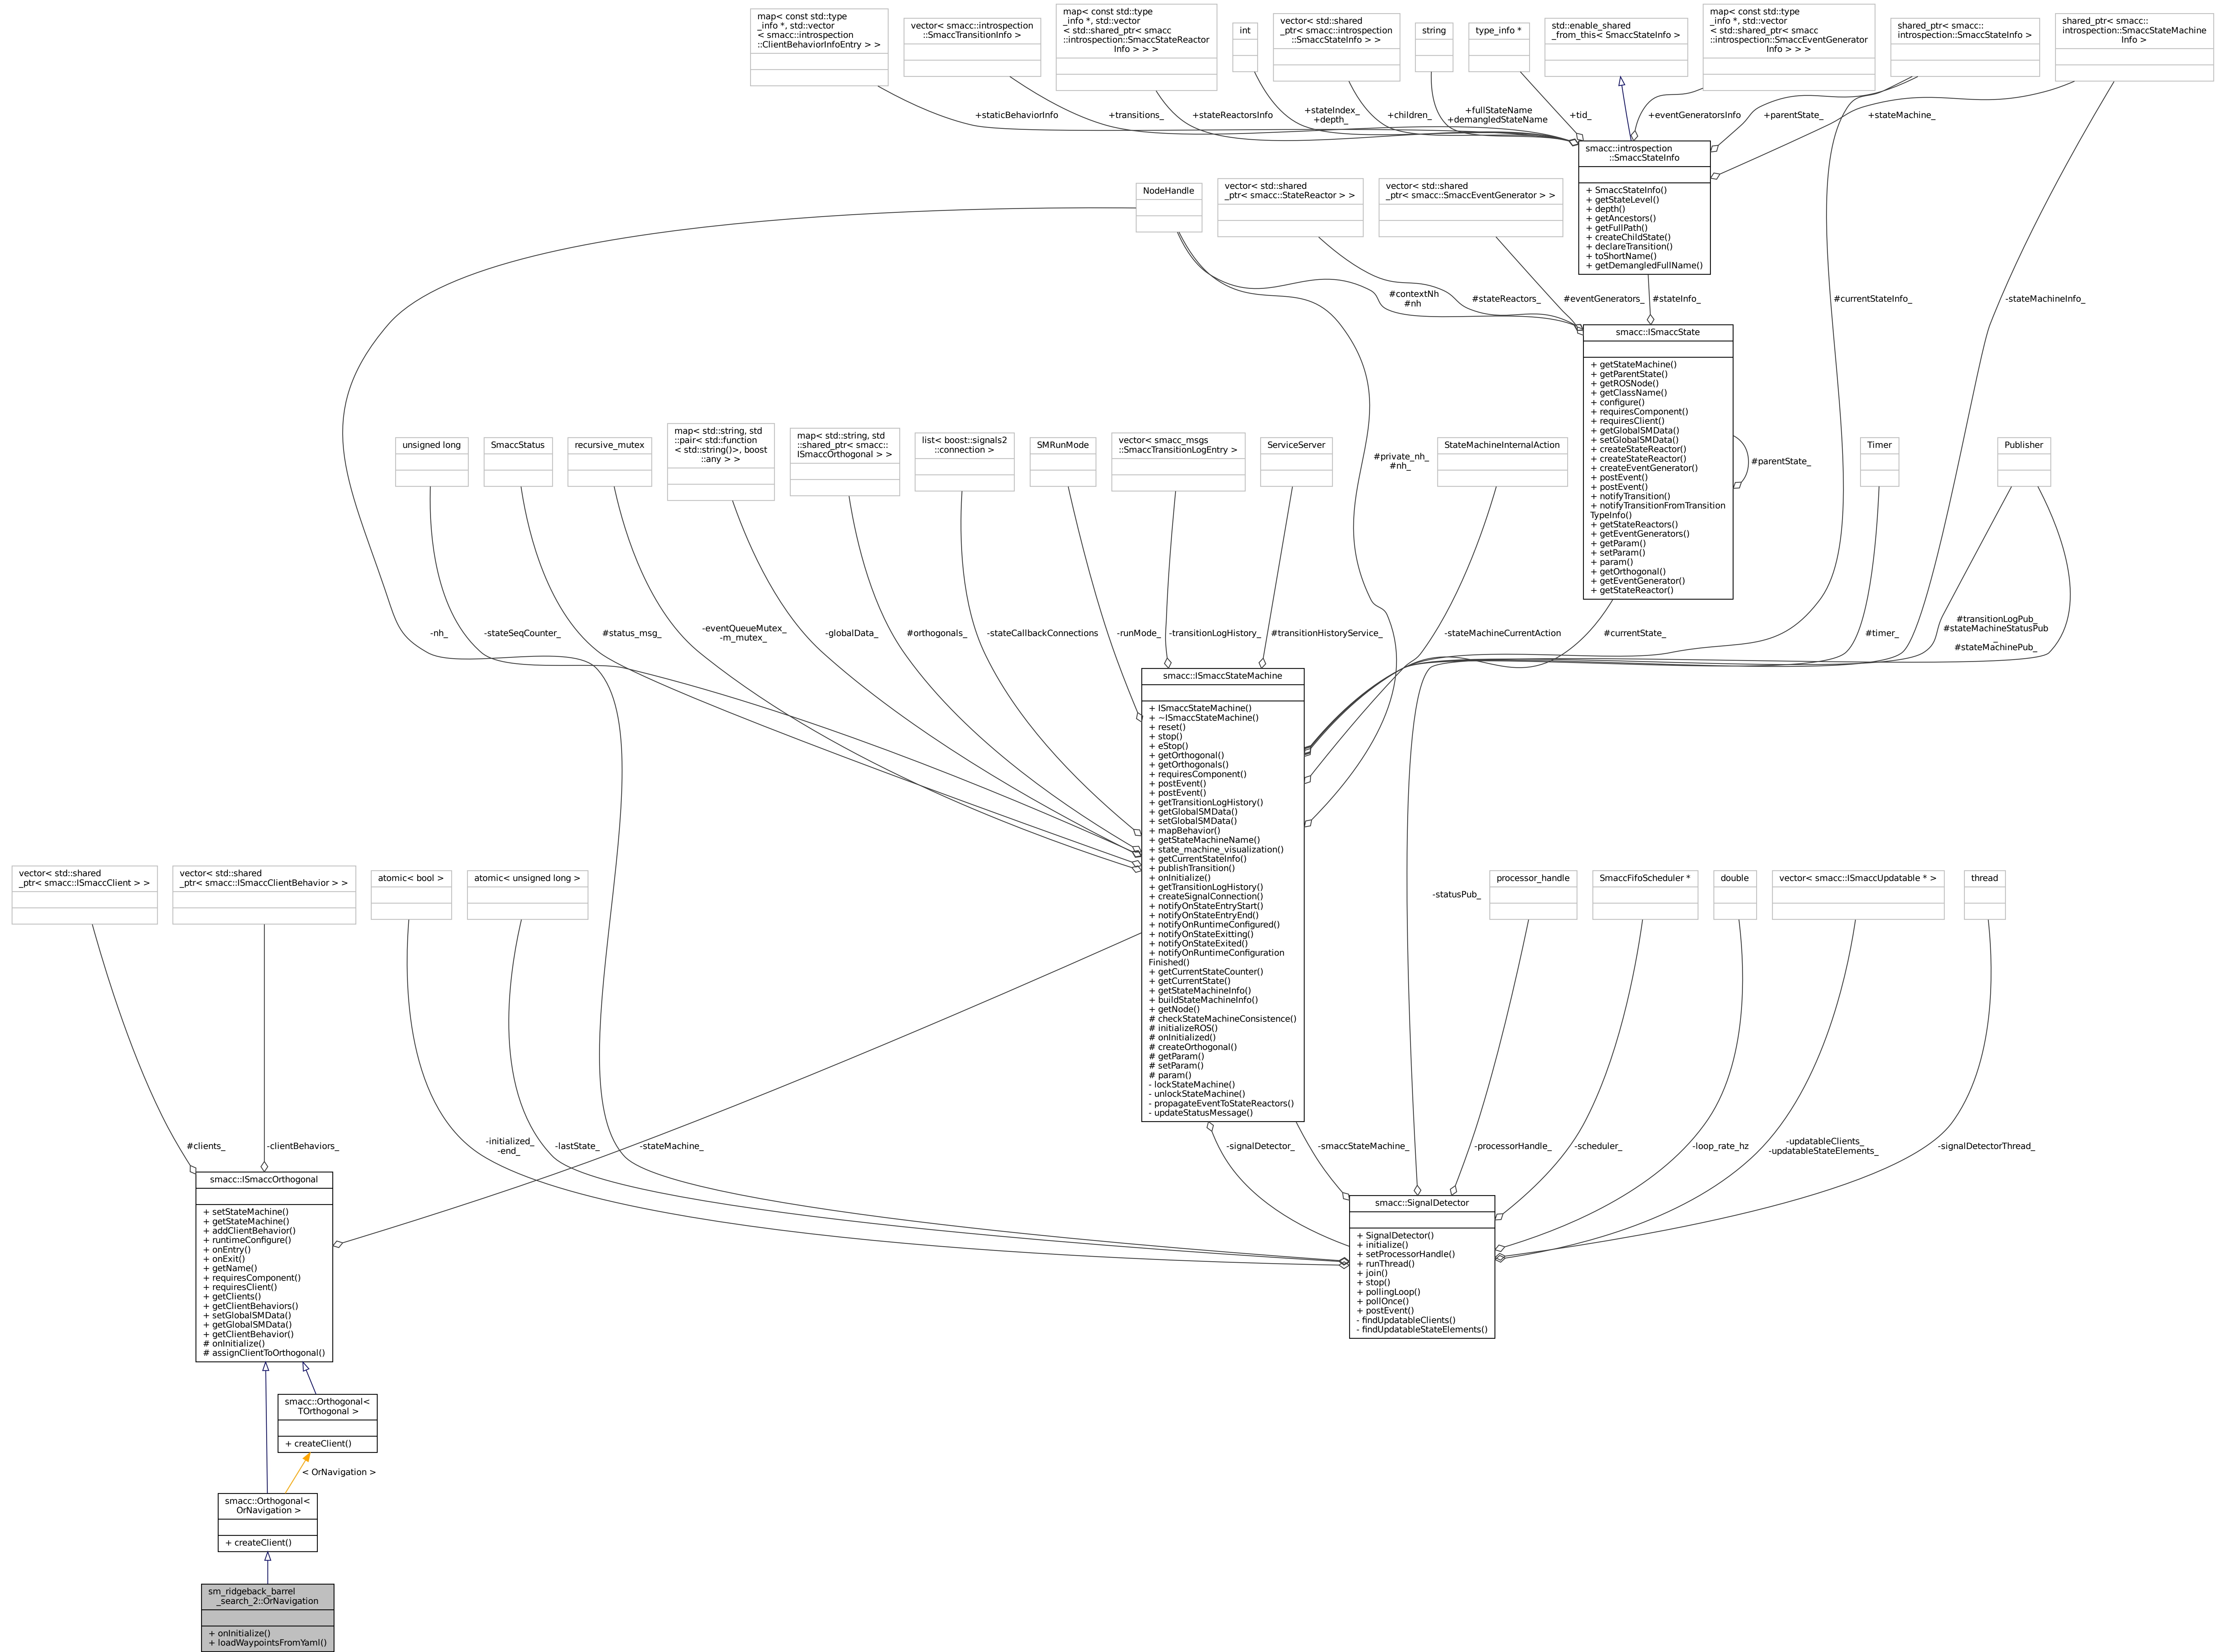 map< const std::type
_info *, std::vector
< smacc::introspection
::ClientBehaviorInfoEntry > >
vector< smacc::introspection
::SmaccTransitionInfo >
map< const std::type
_info *, std::vector
< std::shared_ptr< smacc
::introspection::SmaccStateReactor
Info > > >
int
vector< std::shared
_ptr< smacc::introspection
::SmaccStateInfo > >
string
type_info *
std::enable_shared
_from_this< SmaccStateInfo >
map< const std::type
_info *, std::vector
< std::shared_ptr< smacc
::introspection::SmaccEventGenerator
Info > > >
shared_ptr< smacc::
introspection::SmaccStateInfo >
shared_ptr< smacc::
introspection::SmaccStateMachine
Info >
+staticBehaviorInfo
+transitions_
+stateReactorsInfo
+stateIndex_
+depth_
+children_
+fullStateName
+demangledStateName
+tid_
+eventGeneratorsInfo
+parentState_
+stateMachine_
smacc::introspection
::SmaccStateInfo
+ SmaccStateInfo()
+ getStateLevel()
+ depth()
+ getAncestors()
+ getFullPath()
+ createChildState()
+ declareTransition()
+ toShortName()
+ getDemangledFullName()
NodeHandle
vector< std::shared
_ptr< smacc::StateReactor > >
vector< std::shared
_ptr< smacc::SmaccEventGenerator > >
#contextNh
#nh
#stateReactors_
#eventGenerators_
#stateInfo_
#currentStateInfo_
-stateMachineInfo_
smacc::ISmaccState
+ getStateMachine()
+ getParentState()
+ getROSNode()
+ getClassName()
+ configure()
+ requiresComponent()
+ requiresClient()
+ getGlobalSMData()
+ setGlobalSMData()
+ createStateReactor()
+ createStateReactor()
+ createEventGenerator()
+ postEvent()
+ postEvent()
+ notifyTransition()
+ notifyTransitionFromTransition
TypeInfo()
+ getStateReactors()
+ getEventGenerators()
+ getParam()
+ setParam()
+ param()
+ getOrthogonal()
+ getEventGenerator()
+ getStateReactor()
#parentState_
unsigned long
SmaccStatus
recursive_mutex
map< std::string, std
::pair< std::function
< std::string()>, boost
::any > >
map< std::string, std
::shared_ptr< smacc::
ISmaccOrthogonal > >
list< boost::signals2
::connection >
SMRunMode
vector< smacc_msgs
::SmaccTransitionLogEntry >
ServiceServer
#private_nh_
#nh_
StateMachineInternalAction
Timer
Publisher
-nh_
-stateSeqCounter_
#status_msg_
-eventQueueMutex_
-m_mutex_
-globalData_
#orthogonals_
-stateCallbackConnections
-runMode_
-transitionLogHistory_
#transitionHistoryService_
-stateMachineCurrentAction
#currentState_
#timer_
#transitionLogPub_
#stateMachineStatusPub
_
#stateMachinePub_
smacc::ISmaccStateMachine
+ ISmaccStateMachine()
+ ~ISmaccStateMachine()
+ reset()
+ stop()
+ eStop()
+ getOrthogonal()
+ getOrthogonals()
+ requiresComponent()
+ postEvent()
+ postEvent()
+ getTransitionLogHistory()
+ getGlobalSMData()
+ setGlobalSMData()
+ mapBehavior()
+ getStateMachineName()
+ state_machine_visualization()
+ getCurrentStateInfo()
+ publishTransition()
+ onInitialize()
+ getTransitionLogHistory()
+ createSignalConnection()
+ notifyOnStateEntryStart()
+ notifyOnStateEntryEnd()
+ notifyOnRuntimeConfigured()
+ notifyOnStateExitting()
+ notifyOnStateExited()
+ notifyOnRuntimeConfiguration
Finished()
+ getCurrentStateCounter()
+ getCurrentState()
+ getStateMachineInfo()
+ buildStateMachineInfo()
+ getNode()
# checkStateMachineConsistence()
# initializeROS()
# onInitialized()
# createOrthogonal()
# getParam()
# setParam()
# param()
- lockStateMachine()
- unlockStateMachine()
- propagateEventToStateReactors()
- updateStatusMessage()
vector< std::shared
_ptr< smacc::ISmaccClient > >
vector< std::shared
_ptr< smacc::ISmaccClientBehavior > >
atomic< bool >
atomic< unsigned long >
-statusPub_
processor_handle
SmaccFifoScheduler *
double
vector< smacc::ISmaccUpdatable * >
thread
#clients_
-clientBehaviors_
-initialized_
-end_
-lastState_
-stateMachine_
-signalDetector_
-smaccStateMachine_
-processorHandle_
-scheduler_
-loop_rate_hz
-updatableClients_
-updatableStateElements_
-signalDetectorThread_
smacc::ISmaccOrthogonal
+ setStateMachine()
+ getStateMachine()
+ addClientBehavior()
+ runtimeConfigure()
+ onEntry()
+ onExit()
+ getName()
+ requiresComponent()
+ requiresClient()
+ getClients()
+ getClientBehaviors()
+ setGlobalSMData()
+ getGlobalSMData()
+ getClientBehavior()
# onInitialize()
# assignClientToOrthogonal()
smacc::SignalDetector
+ SignalDetector()
+ initialize()
+ setProcessorHandle()
+ runThread()
+ join()
+ stop()
+ pollingLoop()
+ pollOnce()
+ postEvent()
- findUpdatableClients()
- findUpdatableStateElements()
smacc::Orthogonal<
TOrthogonal >
+ createClient()
< OrNavigation >
smacc::Orthogonal<
OrNavigation >
+ createClient()
sm_ridgeback_barrel
_search_2::OrNavigation
+ onInitialize()
+ loadWaypointsFromYaml()